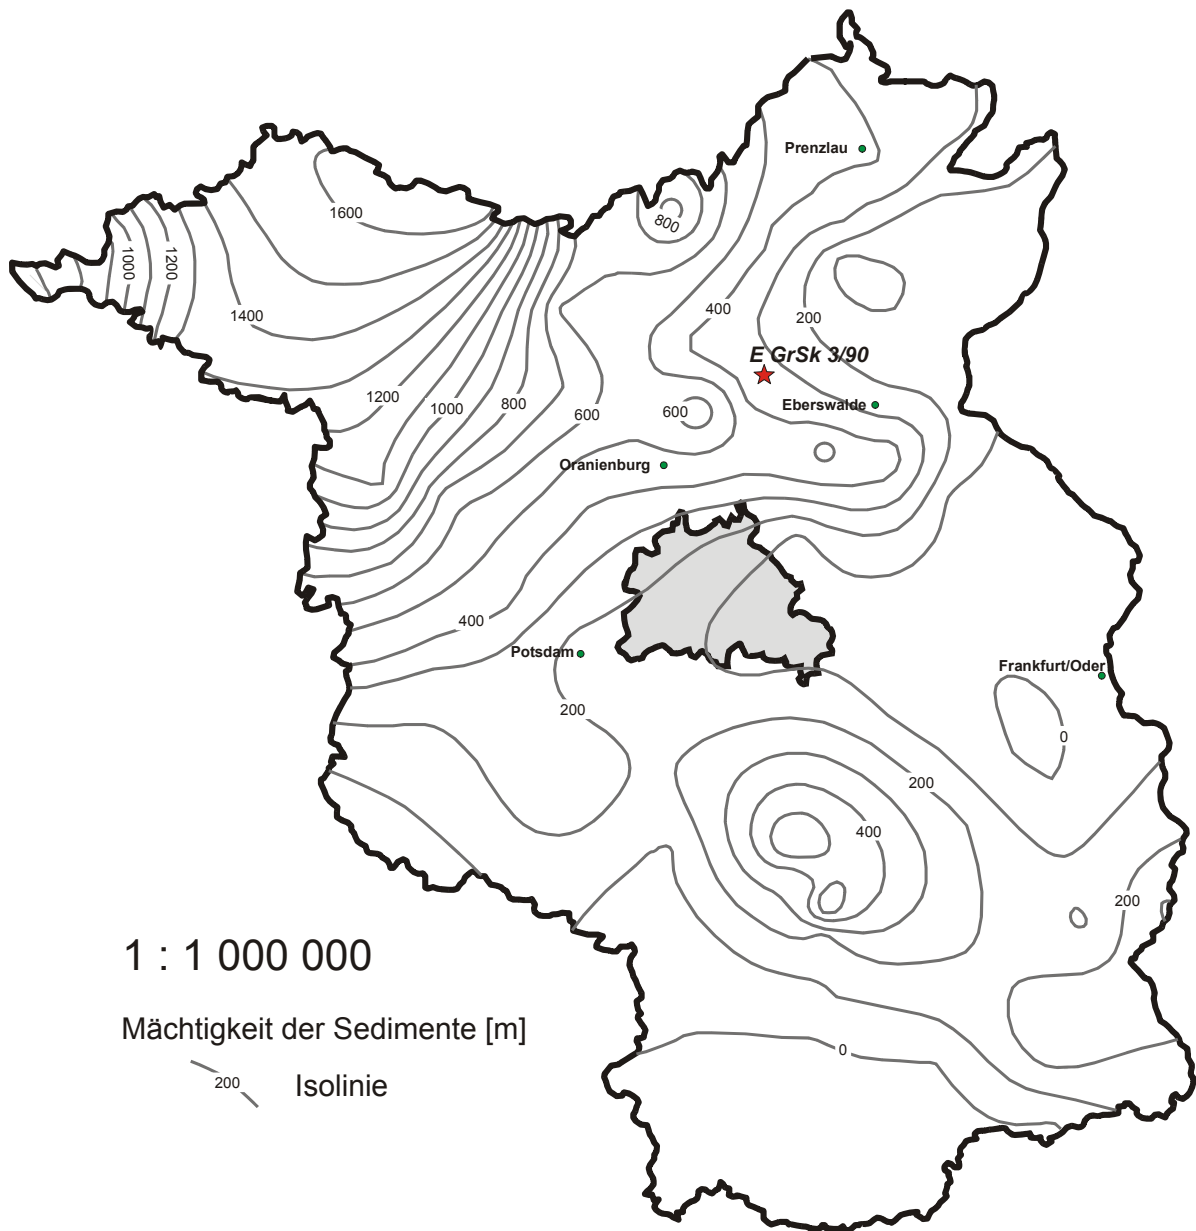 Prenzlau
1600
800
1000
1200
400
1400
200
E GrSk 3/90
1200
1000
800
600
600
Eberswalde
Oranienburg
400
Potsdam
Frankfurt/Oder
200
0
200
400
200
1 : 1 000 000
Mächtigkeit der Sedimente [m]
0
200
Isolinie